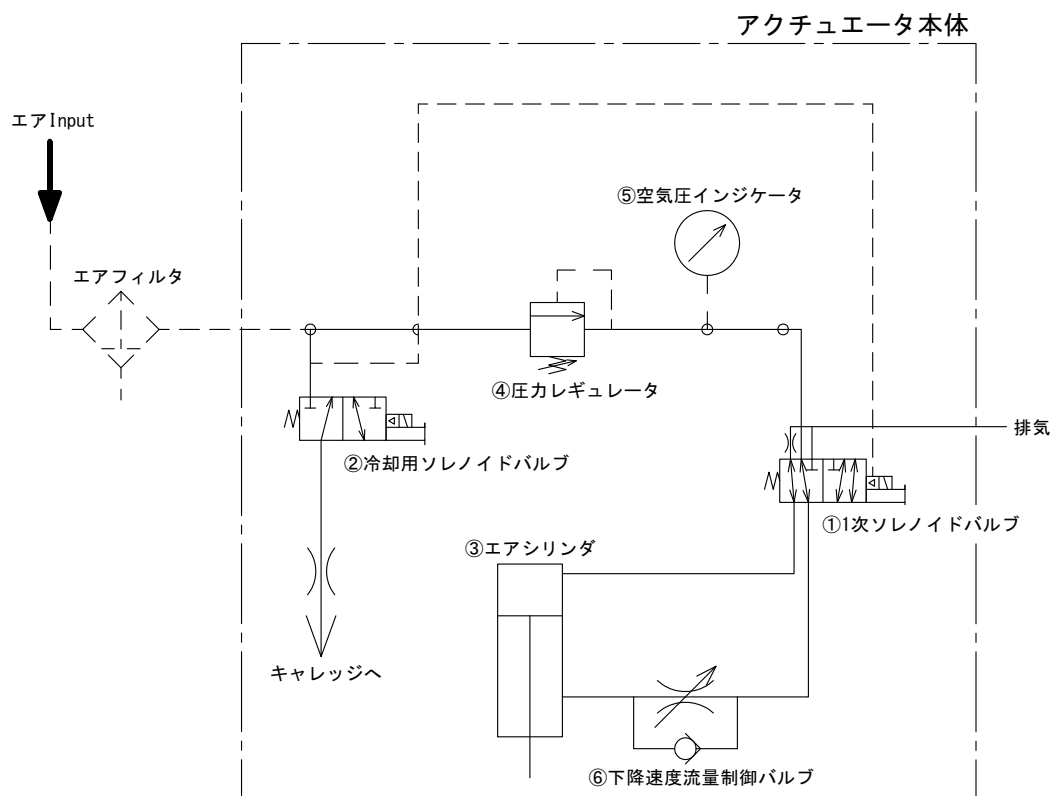 アクチュエータ本体
エアInput
⑤空気圧インジケータ
エアフィルタ
④圧力レギュレータ
排気
②冷却用ソレノイドバルブ
①1次ソレノイドバルブ
③エアシリンダ
キャレッジへ
⑥下降速度流量制御バルブ